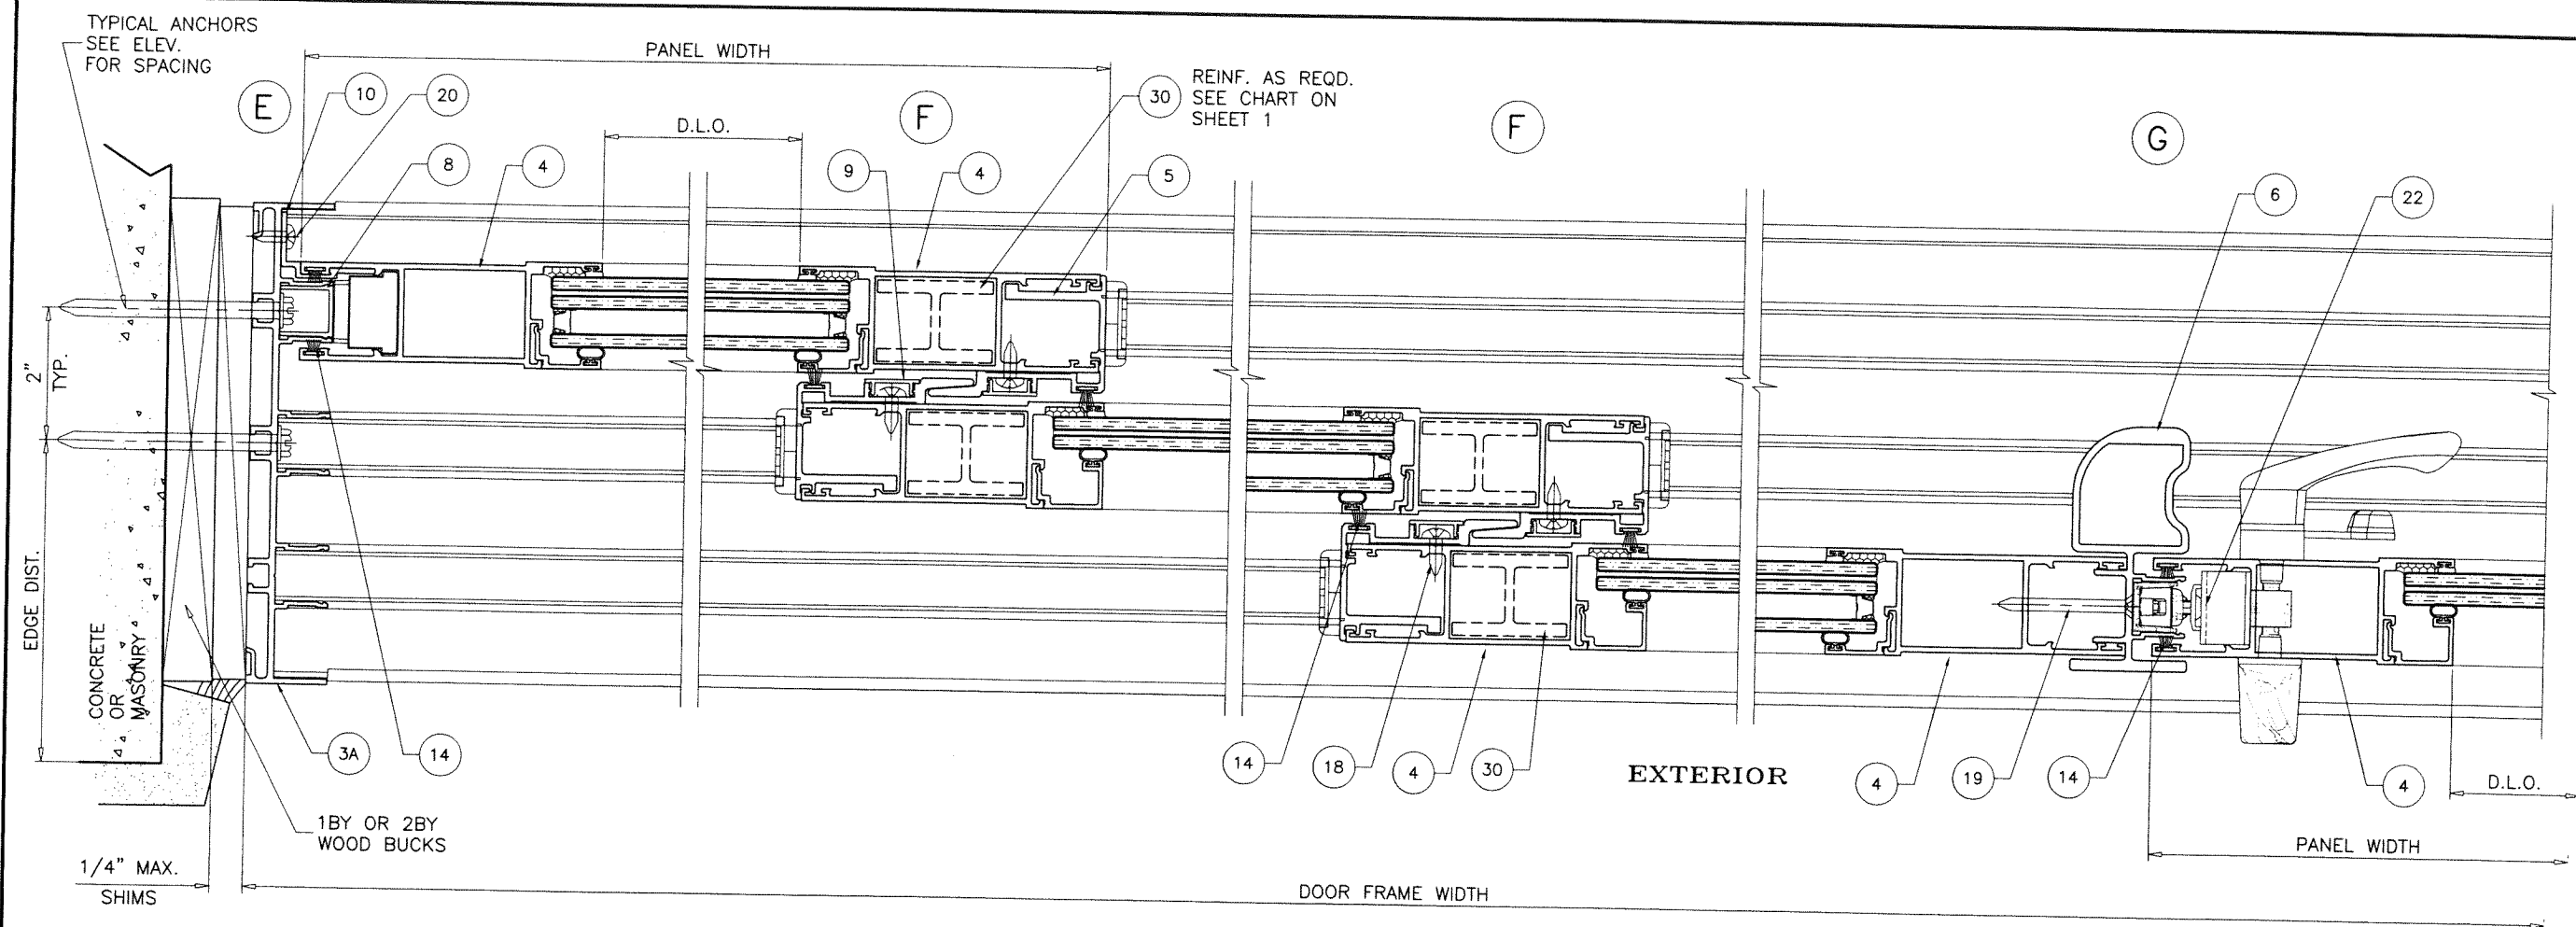 TYPICAL ANCHORS
SEE ELEV.
FOR SPACING
PANEL WIDTH
E
10
20
F
30
REINF. AS REQD.
SEE CHART ON
SHEET 1
F
G
D.L.O.
8
4
9
4
5
6
22
2"
TYP.
EDGE DIST.
CONCRETE
OR
MASONRY
3A
14
14
18
4
30
EXTERIOR
4
19
14
4
D.L.O.
1BY OR 2BY
WOOD BUCKS
PANEL WIDTH
1/4" MAX.
SHIMS
DOOR FRAME WIDTH